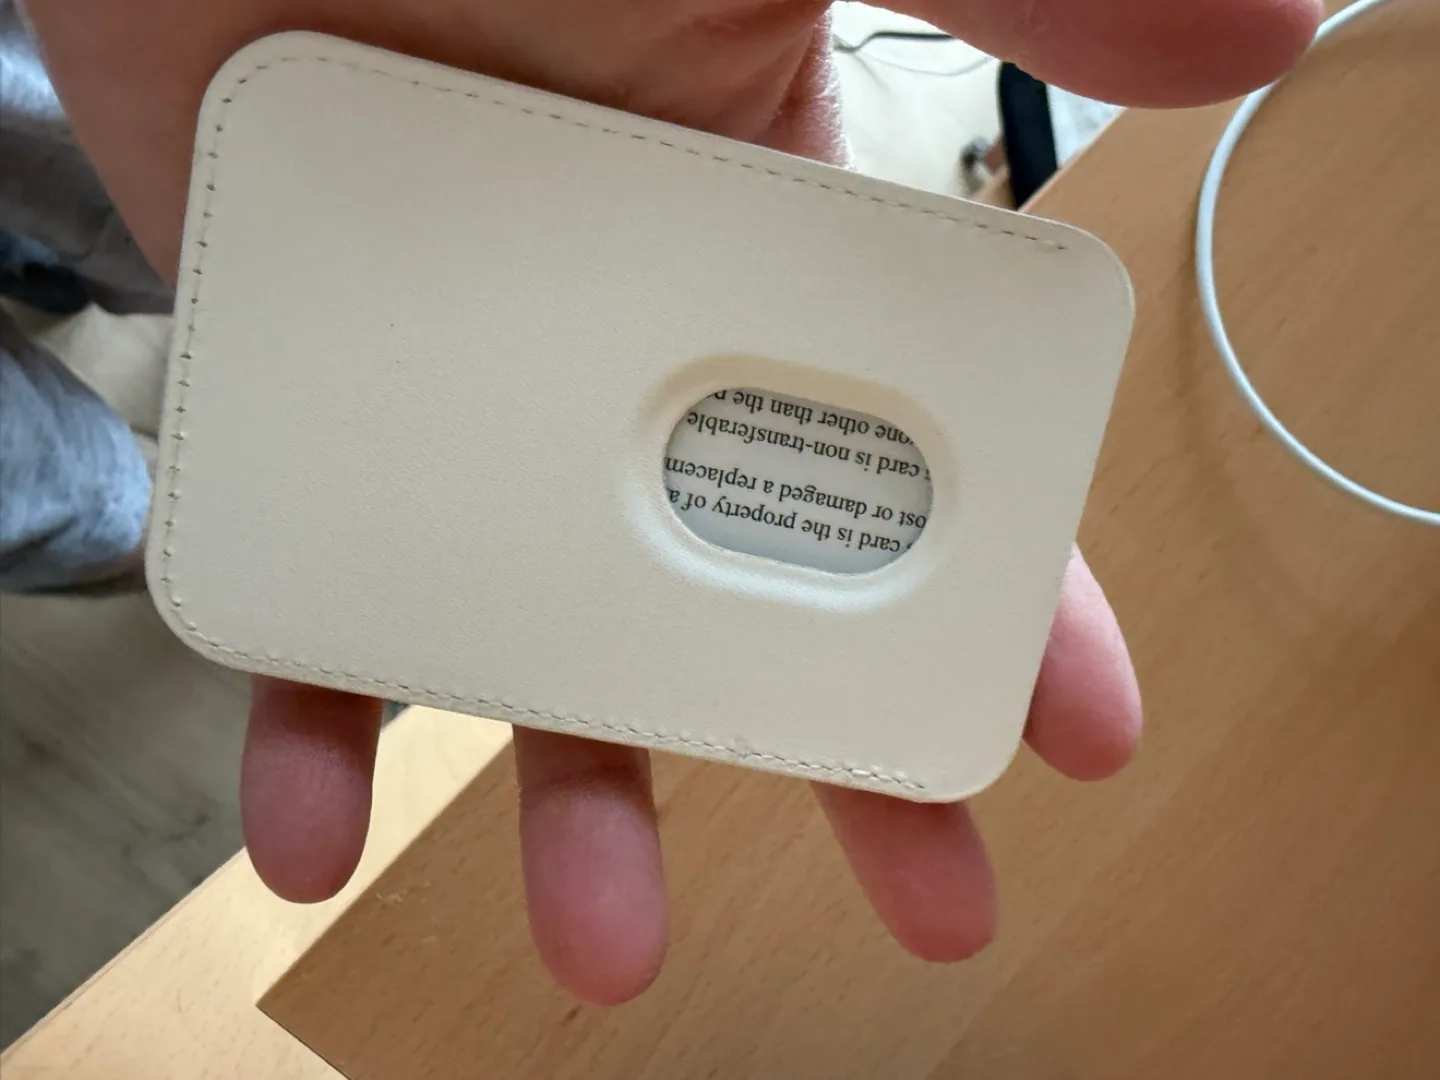 card is the property of a
ost or damaged a replacem
card is non-transferable
one other than the